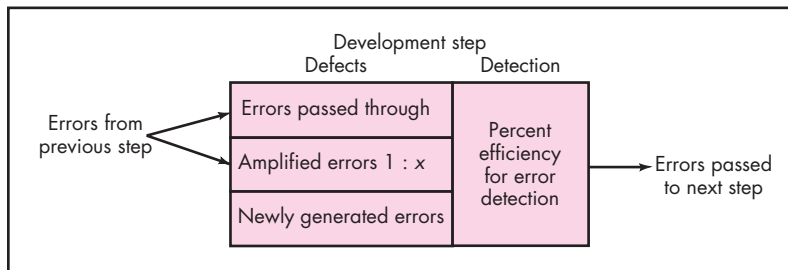 Development step
Defects
Detection
Errors from
previous step
Errors passed through
Amplified errors 1 : x
Newly generated errors
Percent
efficiency
for error
detection
Errors passed
to next step